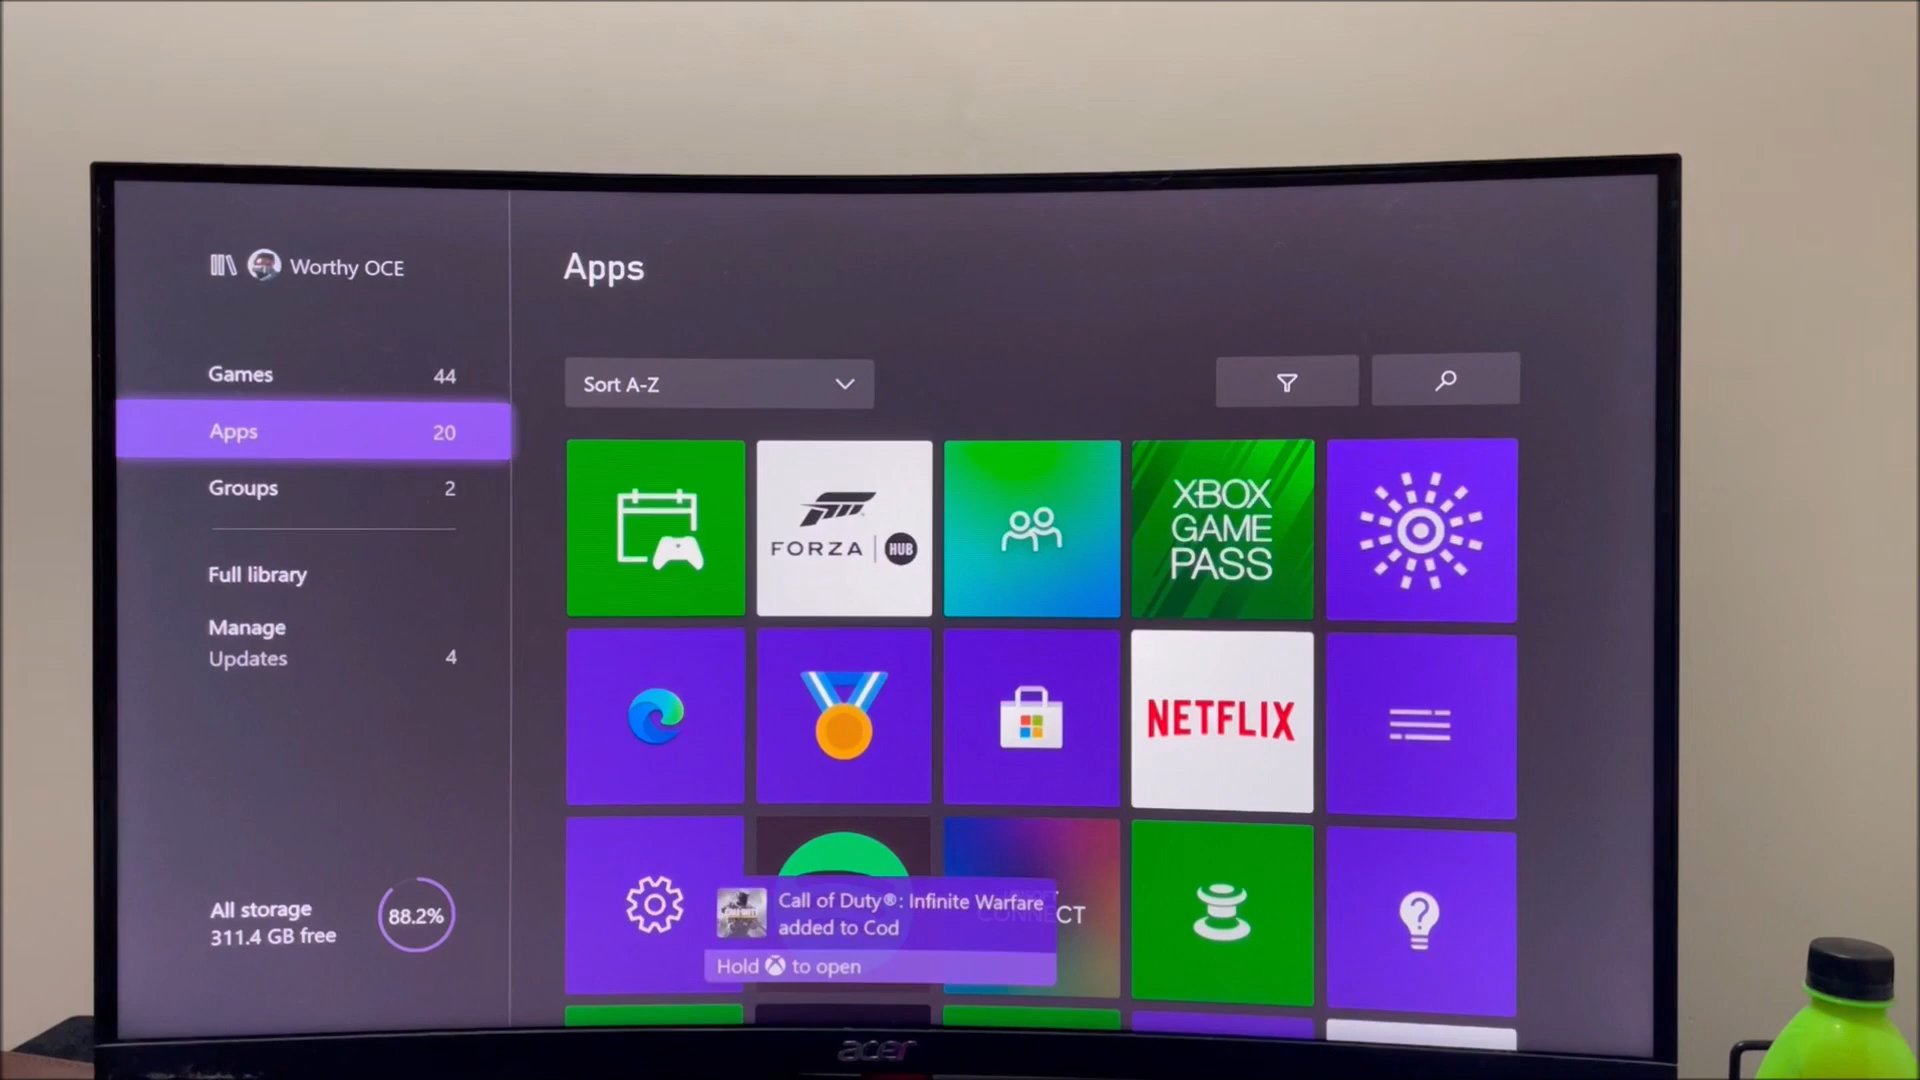 Worthy OCE
Apps
Games 44
Apps 20
Groups 2
Full library
Manage
Updates 4
All storage
311.4 GB free
88.2%
Sort A-Z
FORZA HUB
XBOX
GAME
PASS
NETFLIX
CONNECT
Call of Duty®: Infinite Warfare
added to Cod
Hold to open
acer